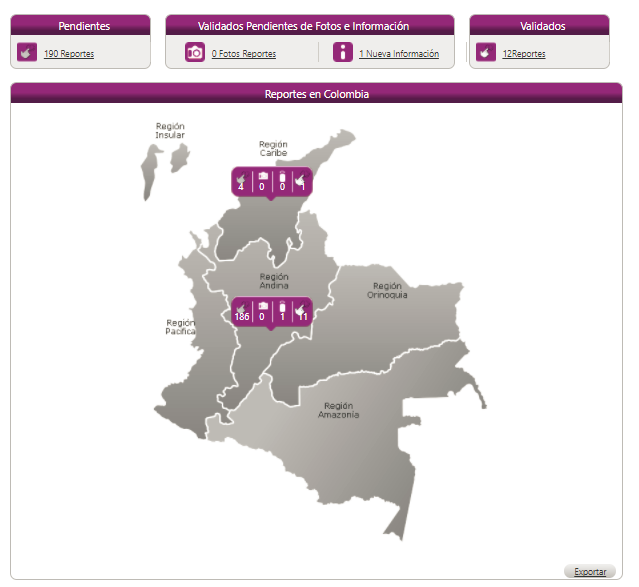 Pendientes
190 Reportes
Validados Pendientes de Fotos e Información
0 Fotos Reportes
1 Nueva Información
Validados
12Reportes
Reportes en Colombia
Región
Insular
Región
Caribe
4 0 0 1
Región
Andina
186 0 1 11
Región
Orinoquia
Región
Pacífica
Región
Amazonía
Exportar